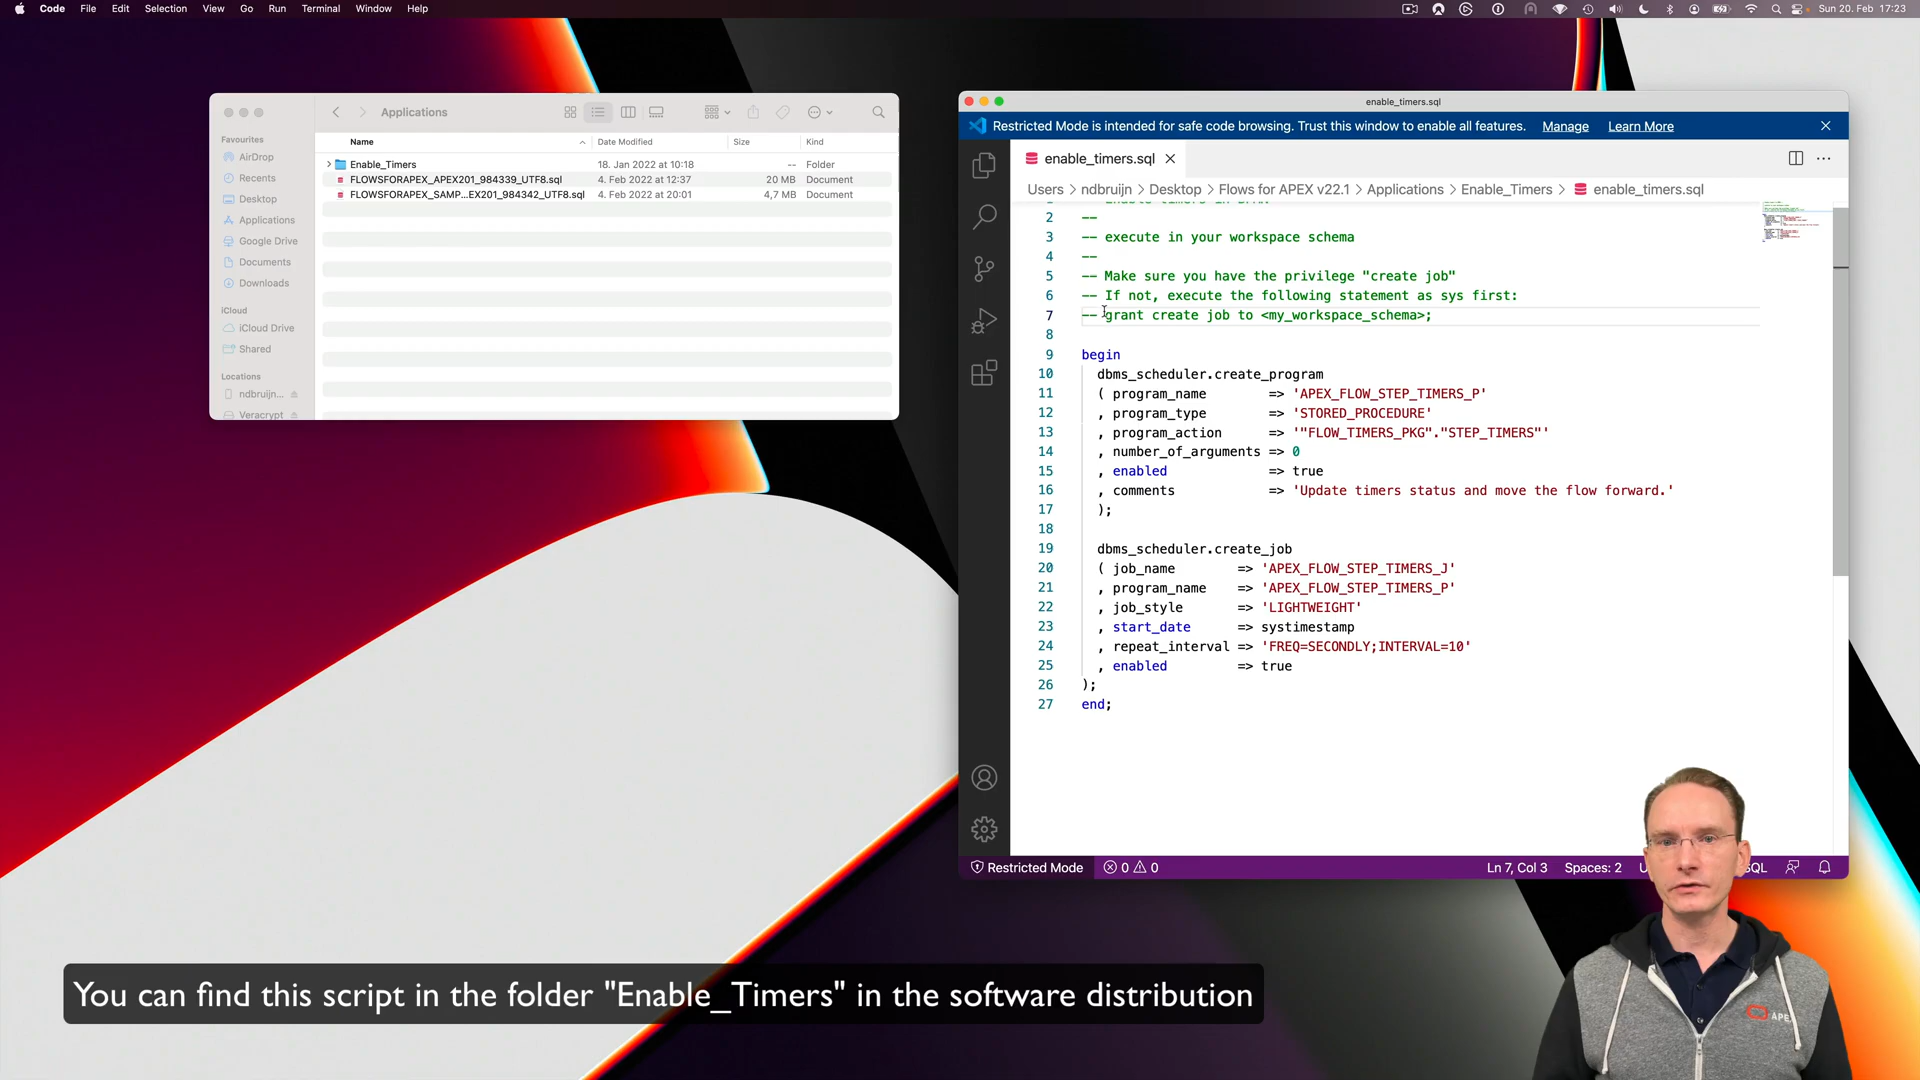 Code File Edit Selection View Go Run Terminal Window Help
Sun 20. Feb 17:23
Applications
Favourites
AirDrop
Recents
Desktop
Applications
Google Drive
Documents
Downloads
iCloud
iCloud Drive
Shared
Locations
ndbruijn...
Veracrypt
Name Date Modified Size Kind
Enable_Timers 18. Jan 2022 at 10:18 -- Folder
FLOWSFORAPEX_APEX201_984339_UTF8.sql 4. Feb 2022 at 12:37 20 MB Document
FLOWSFORAPEX_SAMP...EX201_984342_UTF8.sql 4. Feb 2022 at 20:01 4,7 MB Document
enable_timers.sql
Restricted Mode is intended for safe code browsing. Trust this window to enable all features. Manage Learn More
enable_timers.sql
Users > ndbruijn > Desktop > Flows for APEX v22.1 > Applications > Enable_Timers > enable_timers.sql
2 --
3 -- execute in your workspace schema
4 --
5 -- Make sure you have the privilege "create job"
6 -- If not, execute the following statement as sys first:
7 -- grant create job to <my_workspace_schema>;
8
9 begin
10 dbms_scheduler.create_program
11 ( program_name => 'APEX_FLOW_STEP_TIMERS_P'
12 , program_type => 'STORED_PROCEDURE'
13 , program_action => '"FLOW_TIMERS_PKG"."STEP_TIMERS"'
14 , number_of_arguments => 0
15 , enabled => true
16 , comments => 'Update timers status and move the flow forward.'
17 );
18
19 dbms_scheduler.create_job
20 ( job_name => 'APEX_FLOW_STEP_TIMERS_J'
21 , program_name => 'APEX_FLOW_STEP_TIMERS_P'
22 , job_style => 'LIGHTWEIGHT'
23 , start_date => systimestamp
24 , repeat_interval => 'FREQ=SECONDLY;INTERVAL=10'
25 , enabled => true
26 );
27 end;
Restricted Mode 0 0 Ln 7, Col 3 Spaces: 2
APEX
You can find this script in the folder "Enable_Timers" in the software distribution